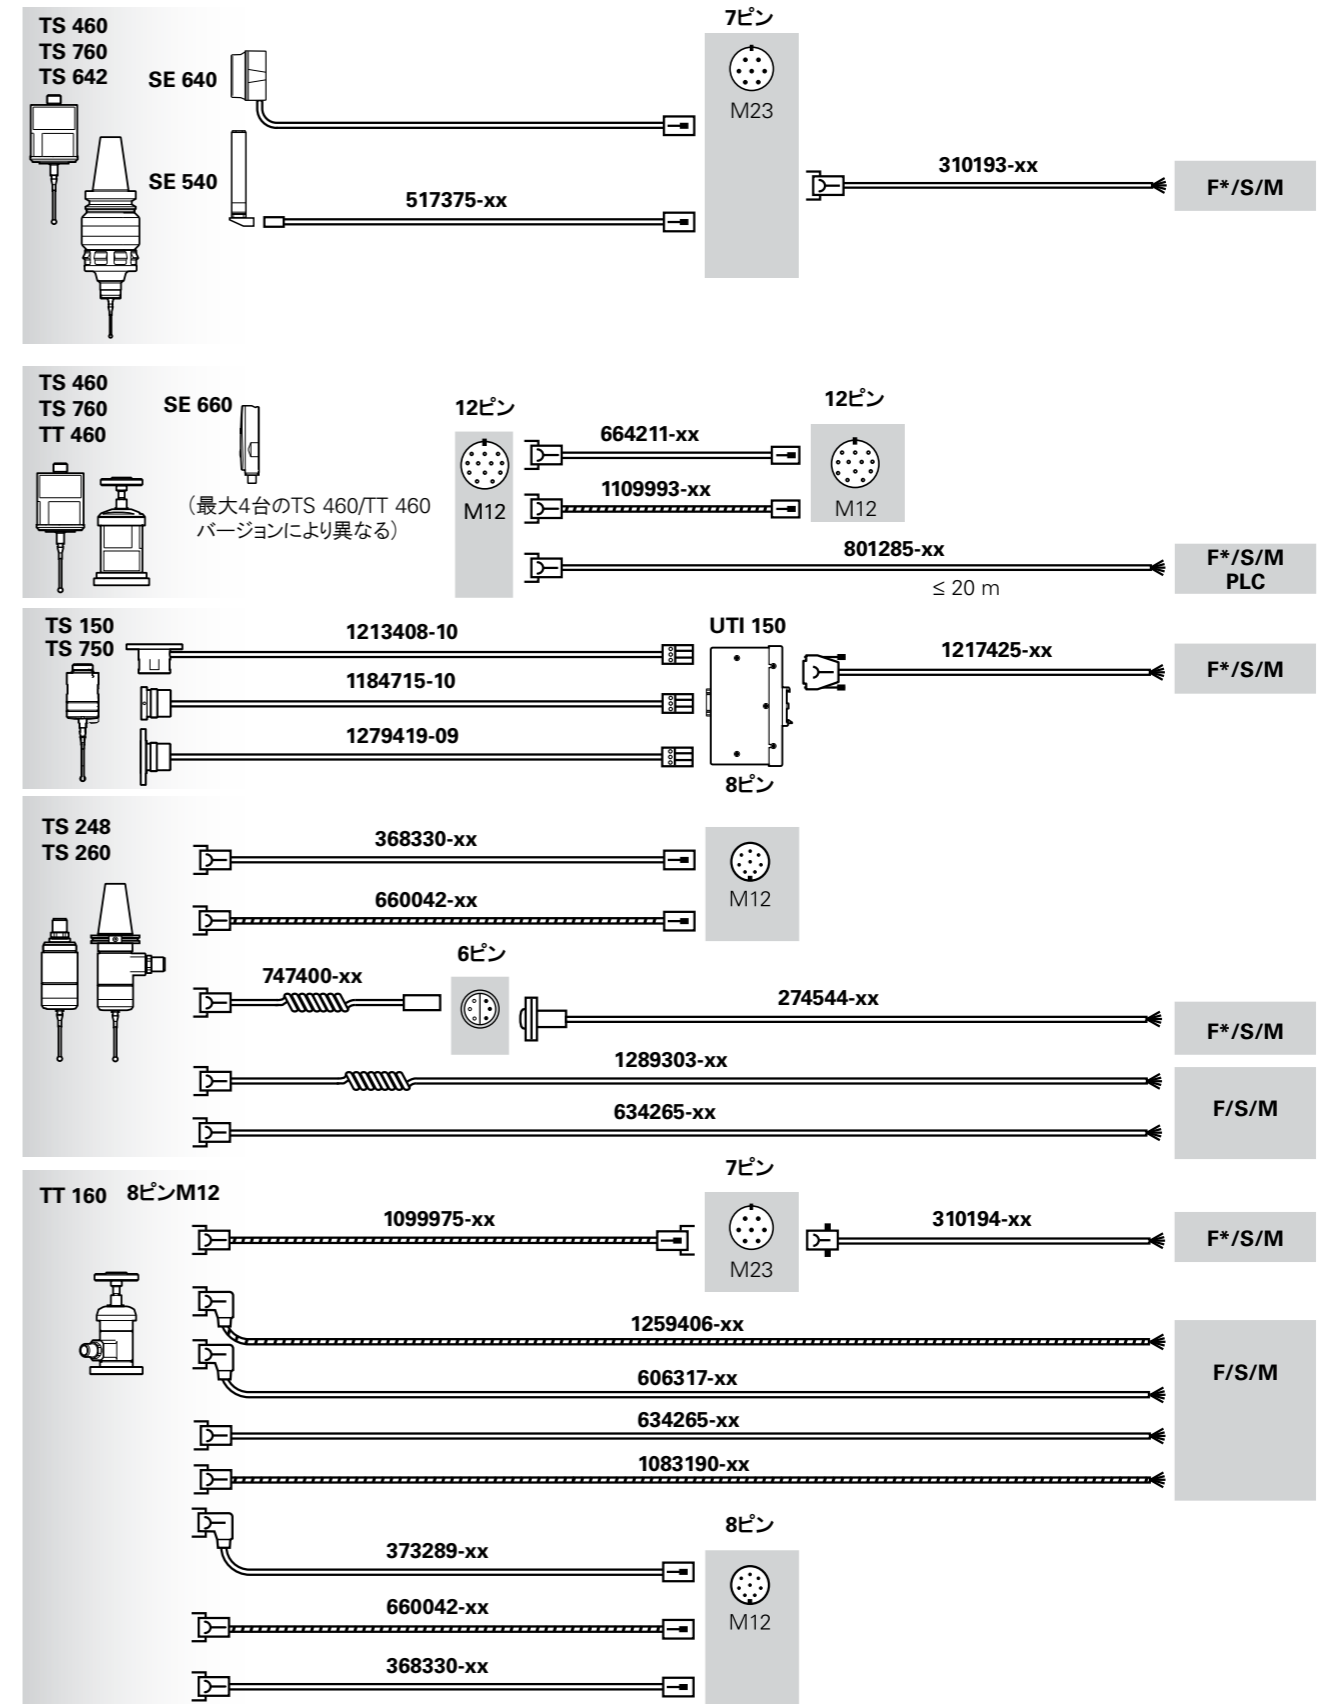 TS 460
TS 760
TS 642
SE 640
SE 540
517375-xx
7ピン
M23
310193-xx
F*/S/M
TS 460
TS 760
TT 460
SE 660
(最大4台のTS 460/TT 460
バージョンにより異なる)
12ピン
M12
664211-xx
1109993-xx
12ピン
M12
801285-xx
≤ 20 m
F*/S/M
PLC
TS 150
TS 750
1213408-10
1184715-10
1279419-09
UTI 150
1217425-xx
F*/S/M
8ピン
TS 248
TS 260
368330-xx
660042-xx
M12
747400-xx
6ピン
274544-xx
F*/S/M
1289303-xx
634265-xx
F/S/M
TT 160
8ピンM12
1099975-xx
7ピン
M23
310194-xx
F*/S/M
1259406-xx
606317-xx
634265-xx
1083190-xx
F/S/M
373289-xx
660042-xx
368330-xx
8ピン
M12